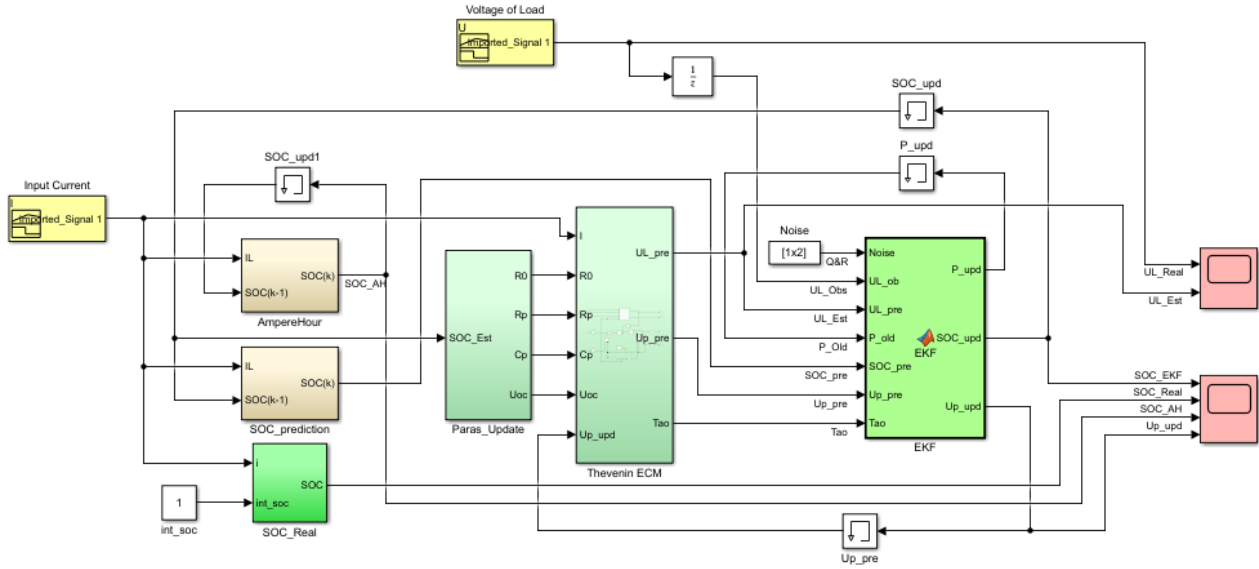 Voltage of Load
U
Imported_Signal 1
1
z
SOC_upd
P_upd
SOC_upd1
Input Current
I
Imported_Signal 1
IL
SOC(k-1)
SOC(k)
SOC_AH
AmpereHour
IL
SOC(k-1)
SOC(k)
SOC_prediction
i
int_soc
SOC
SOC_Real
1
int_soc
SOC_Est
R0
Rp
Cp
Uoc
Paras_Update
I
R0
Rp
Cp
Uoc
Up_upd
UL_pre
Up_pre
Tao
Thevenin ECM
Noise
[1x2]
Q&R
UL_Obs
UL_Est
P_Old
SOC_pre
Up_pre
Tao
Noise
UL_ob
UL_pre
P_old
SOC_pre
Up_pre
Tao
EKF
P_upd
SOC_upd
Up_upd
EKF
Up_pre
UL_Real
UL_Est
SOC_EKF
SOC_Real
SOC_AH
Up_upd